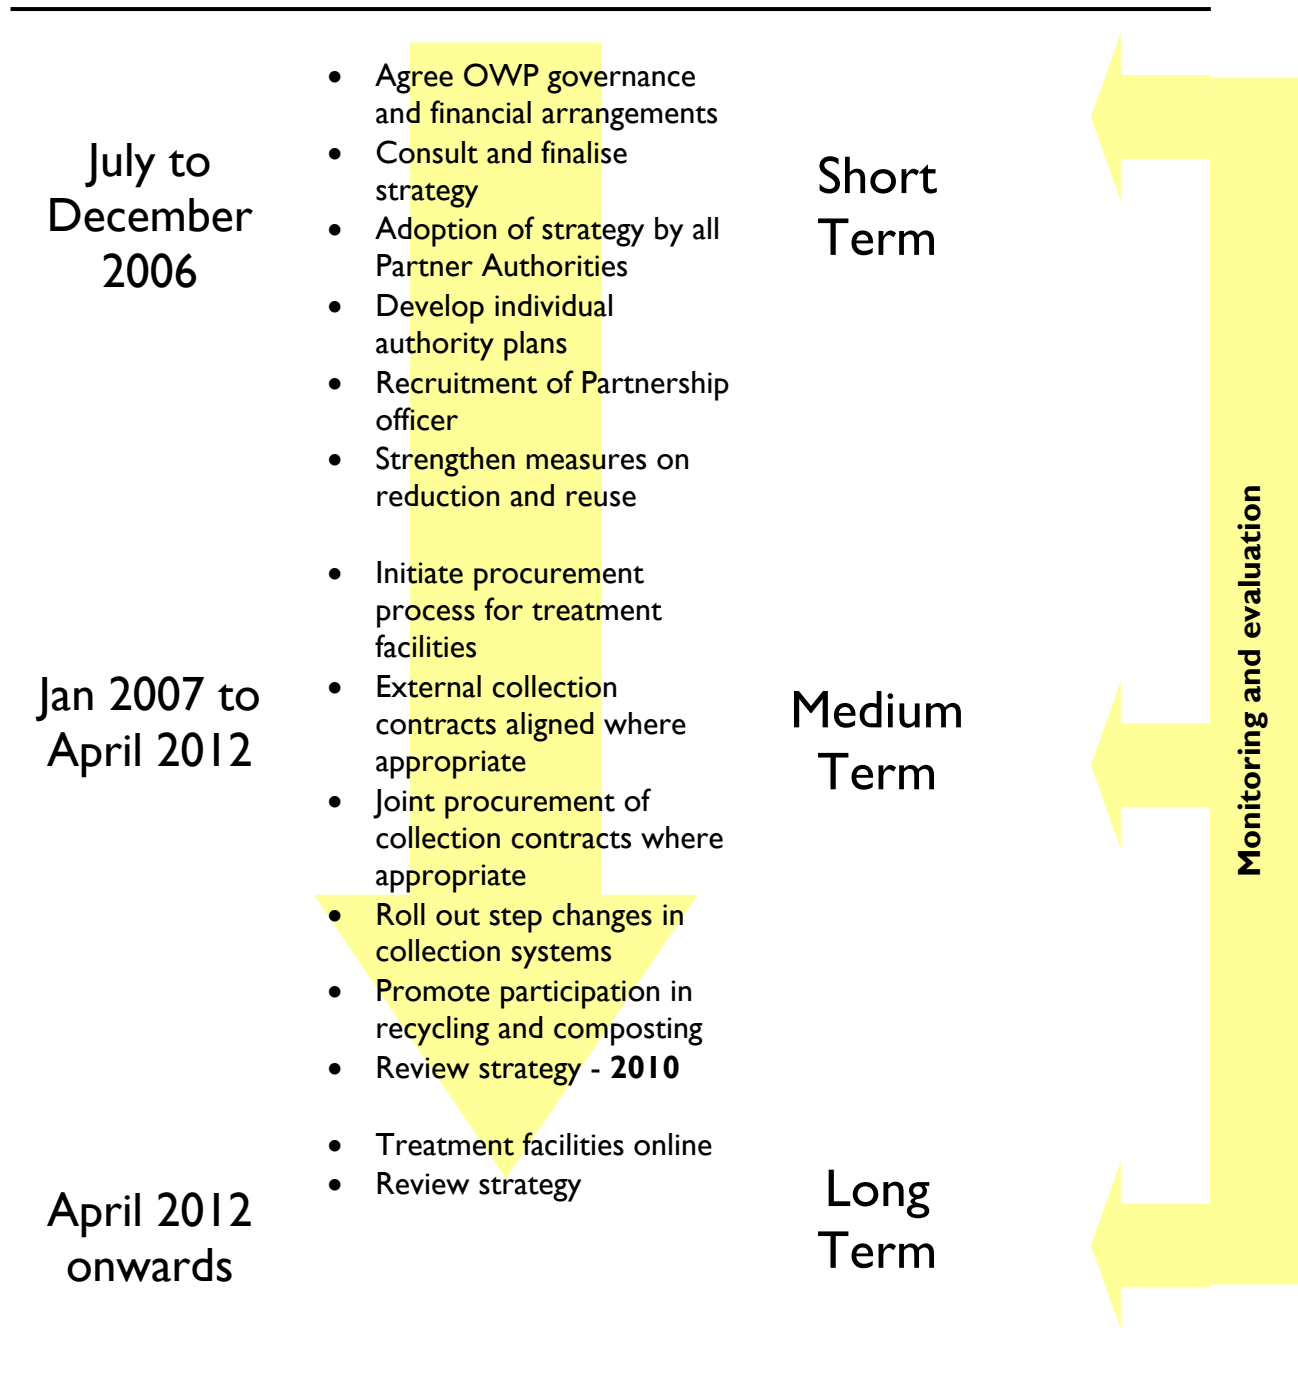 July to
December
2006
• Agree OWP governance
and financial arrangements
• Consult and finalise
strategy
• Adoption of strategy by all
Partner Authorities
• Develop individual
authority plans
• Recruitment of Partnership
officer
• Strengthen measures on
reduction and reuse
Short
Term
Jan 2007 to
April 2012
• Initiate procurement
process for treatment
facilities
• External collection
contracts aligned where
appropriate
• Joint procurement of
collection contracts where
appropriate
• Roll out step changes in
collection systems
• Promote participation in
recycling and composting
• Review strategy - 2010
Medium
Term
April 2012
onwards
• Treatment facilities online
• Review strategy
Long
Term
Monitoring and evaluation